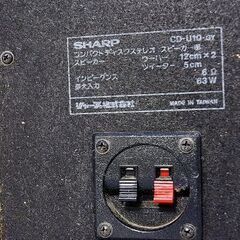 SHARP CD-U10-GY
コンパクトディスクステレオ スピーカー部
スピーカー ウーハー 12cm×2
ツイーター 5cm
インピーダンス 6Ω
最大入力 63W
シャープ株式会社
MADE IN TAIWAN